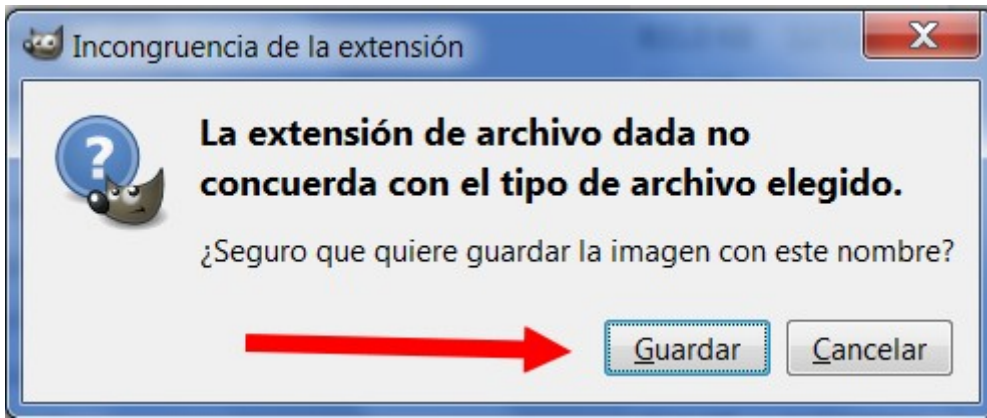 Incongruencia de la extensión
La extensión de archivo dada no
concuerda con el tipo de archivo elegido.
¿Seguro que quiere guardar la imagen con este nombre?
Guardar
Cancelar